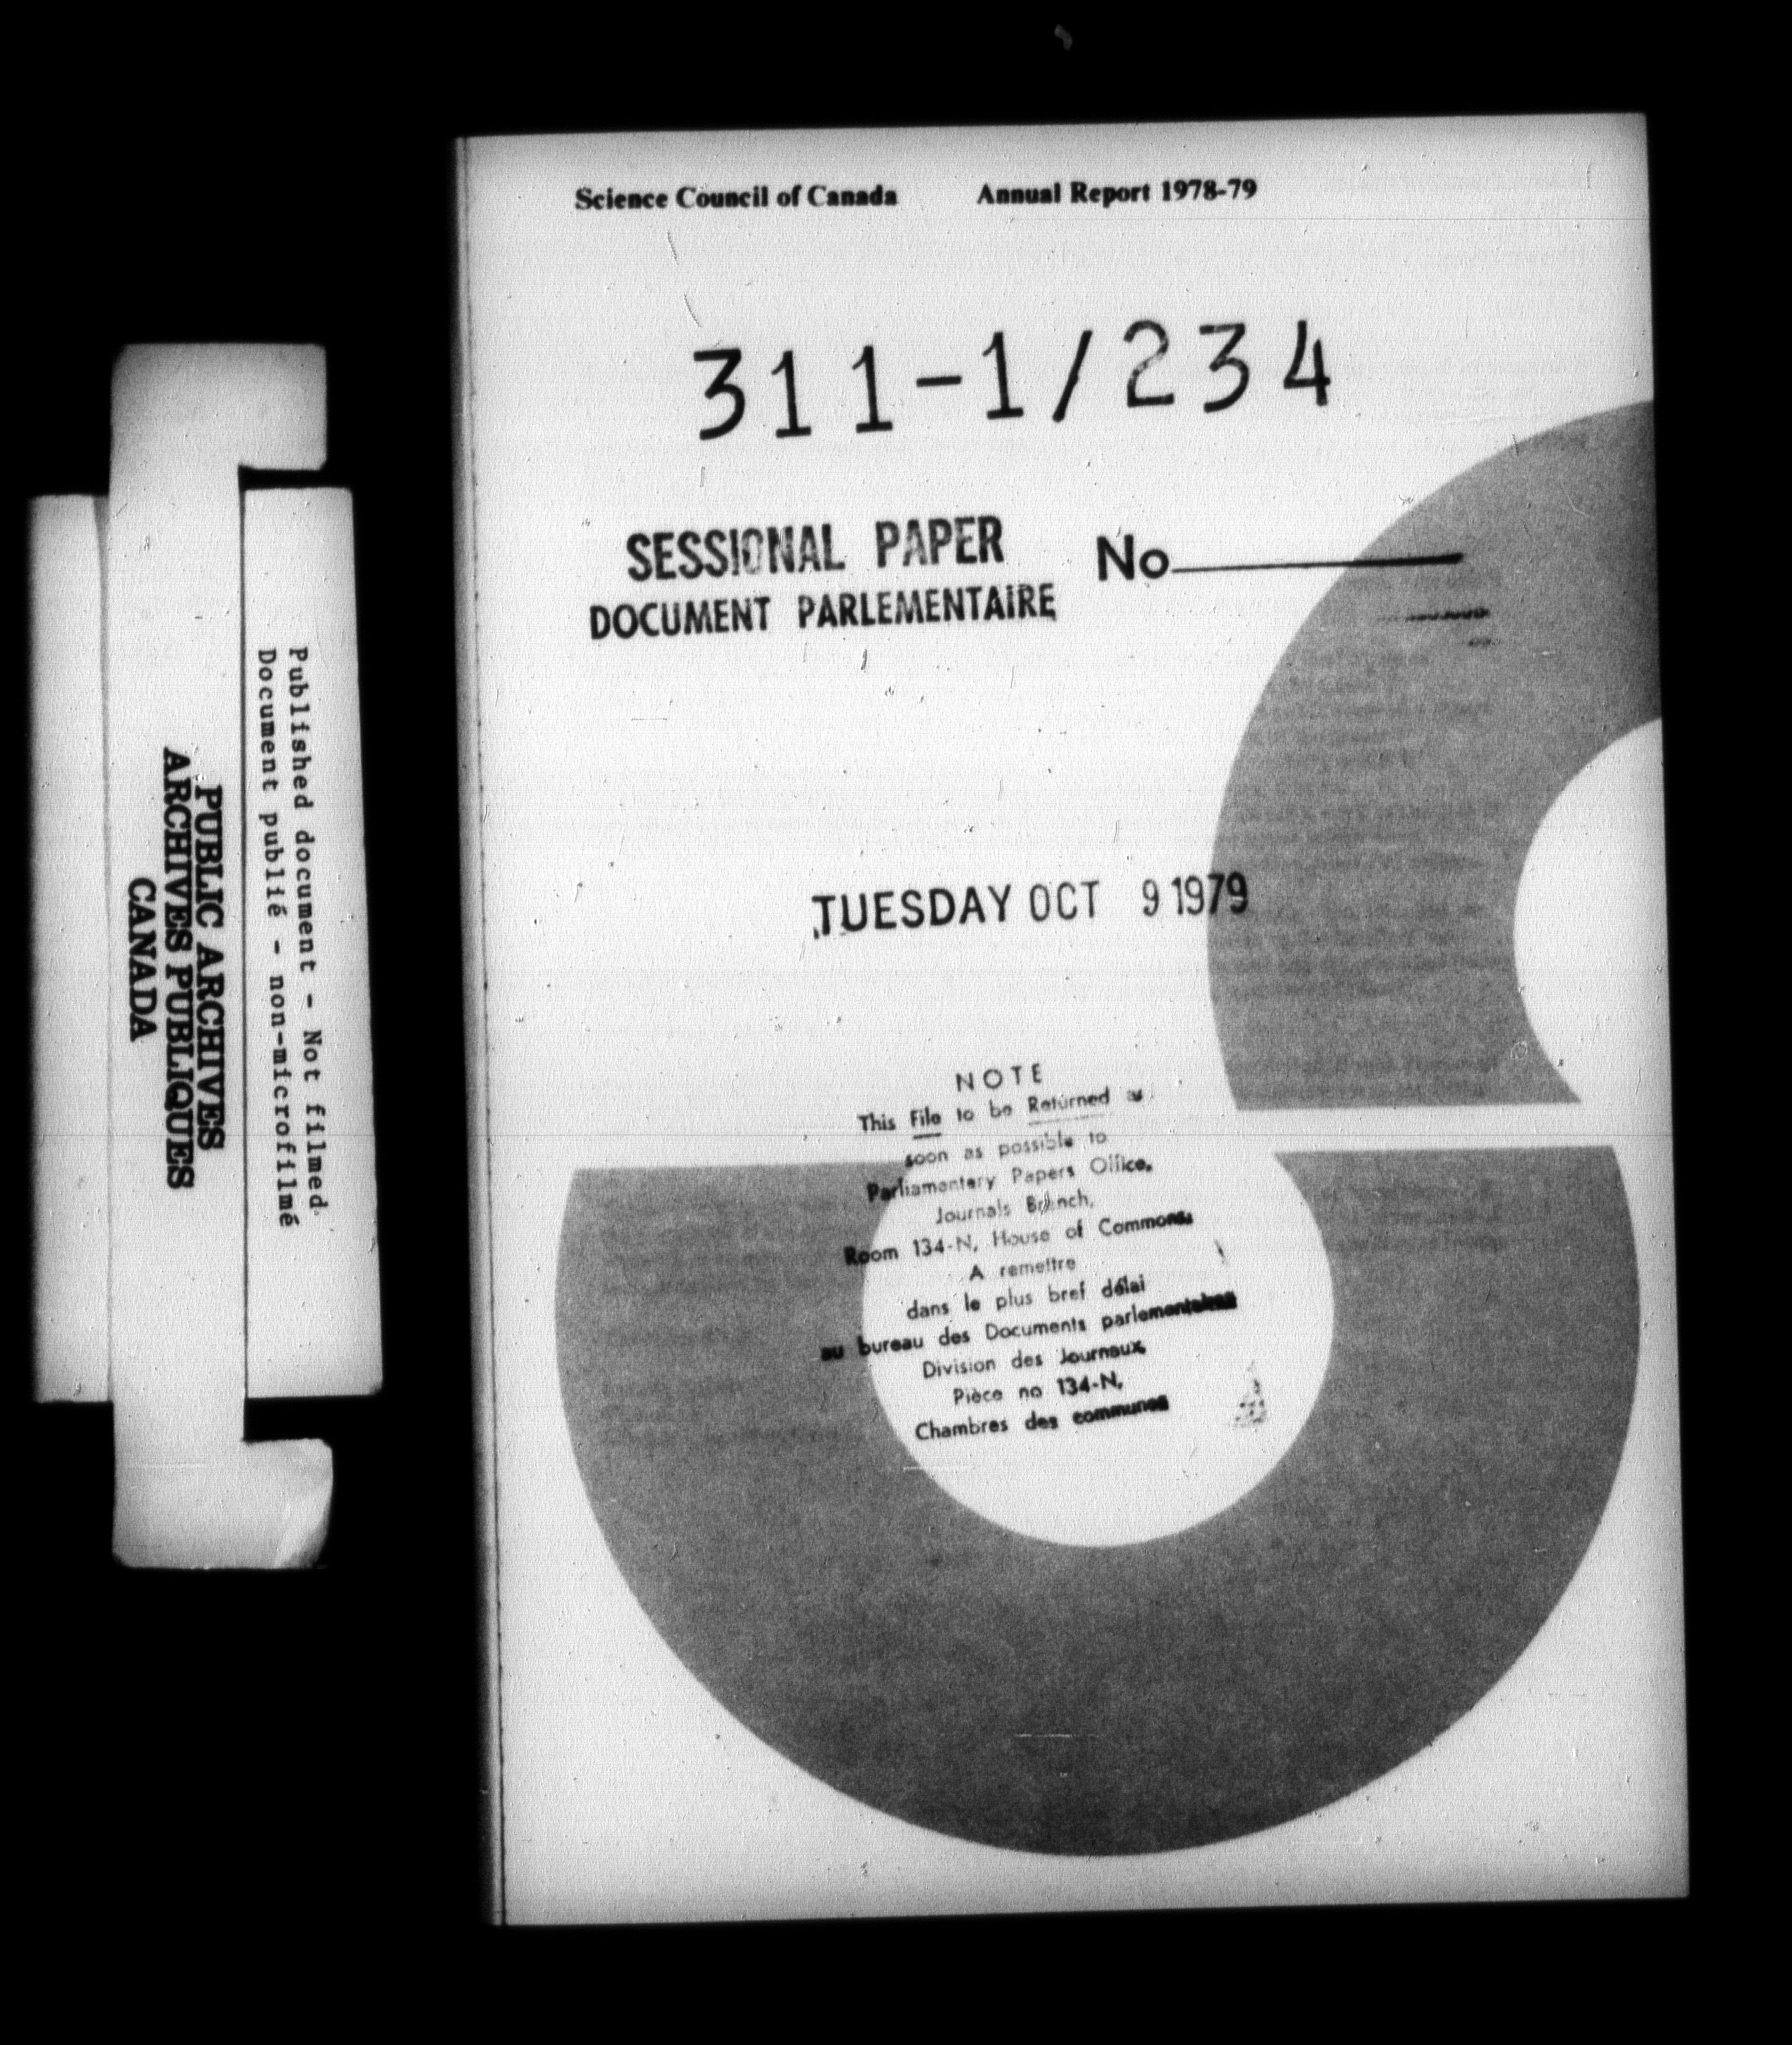 Science Council of Canada Annual Report 1978-79
311-1/234
SESSIONAL PAPER No
DOCUMENT PARLEMENTAIRE
TUESDAY OCT 9 1979
NOTE
This File to be Returned as
soon as possible to
Parliamentary Papers Office,
Journals Branch,
Room 134-N, House of Commons.
A remettre
dans le plus bref délai
au bureau des Documents parlementaires
Division des Journaux,
Pièce no 134-N,
Chambres des communes
Published document - Not filmed
Document publié - non-microfilmé
PUBLIC ARCHIVES
ARCHIVES PUBLIQUES
CANADA